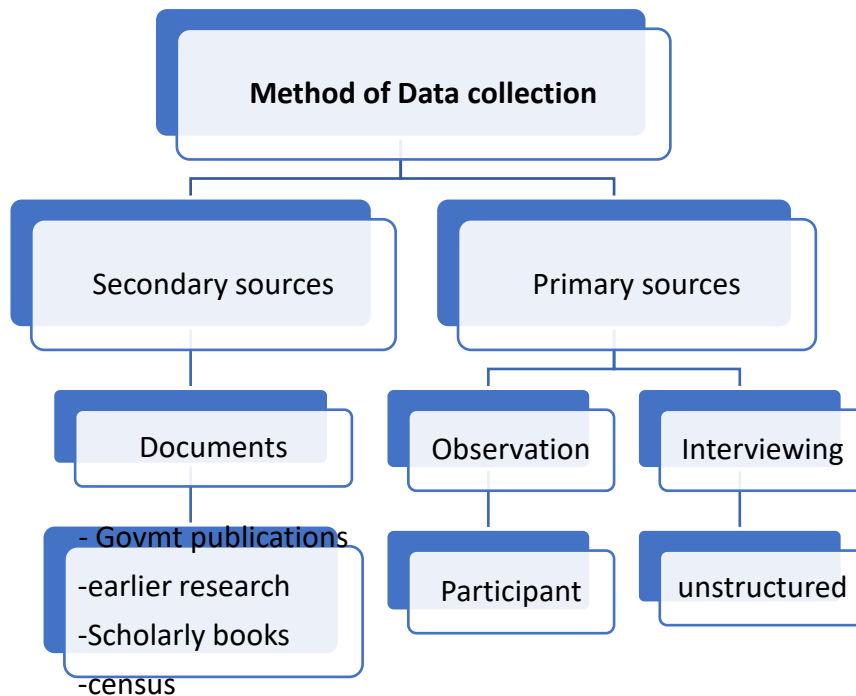 Method of Data collection
Secondary sources
Primary sources
Documents
Observation
Interviewing
- Govmt publications
-earlier research
-Scholarly books
-census
Participant
unstructured